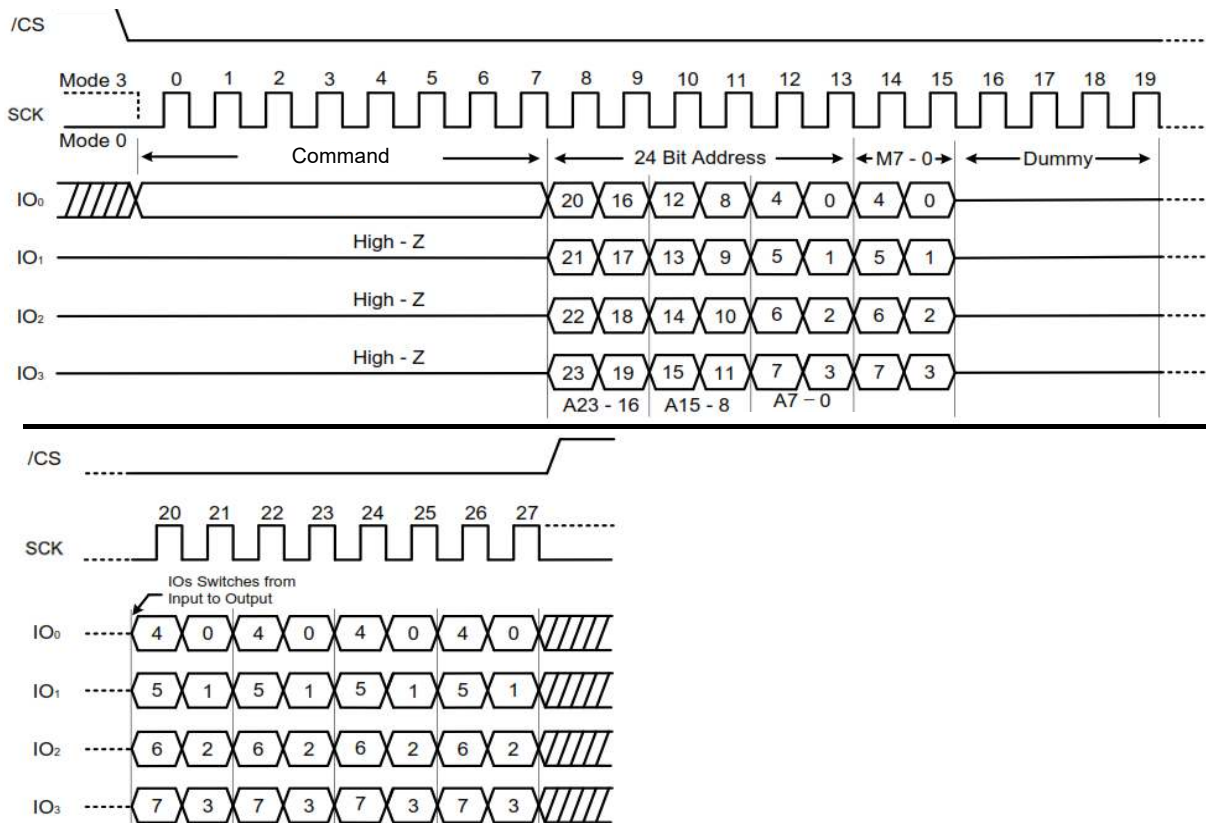 /CS
Mode 3 0 1 2 3 4 5 6 7 8 9 10 11 12 13 14 15 16 17 18 19
SCK
Mode 0
Command 24 Bit Address M7 - 0 Dummy
IO₀ 20 16 12 8 4 0 4 0
High - Z
IO₁ 21 17 13 9 5 1 5 1
High - Z
IO₂ 22 18 14 10 6 2 6 2
High - Z
IO₃ 23 19 15 11 7 3 7 3
A23 - 16 A15 - 8 A7 – 0
/CS
20 21 22 23 24 25 26 27
SCK
IOs Switches from
Input to Output
IO₀ 4 0 4 0 4 0 4 0
IO₁ 5 1 5 1 5 1 5 1
IO₂ 6 2 6 2 6 2 6 2
IO₃ 7 3 7 3 7 3 7 3